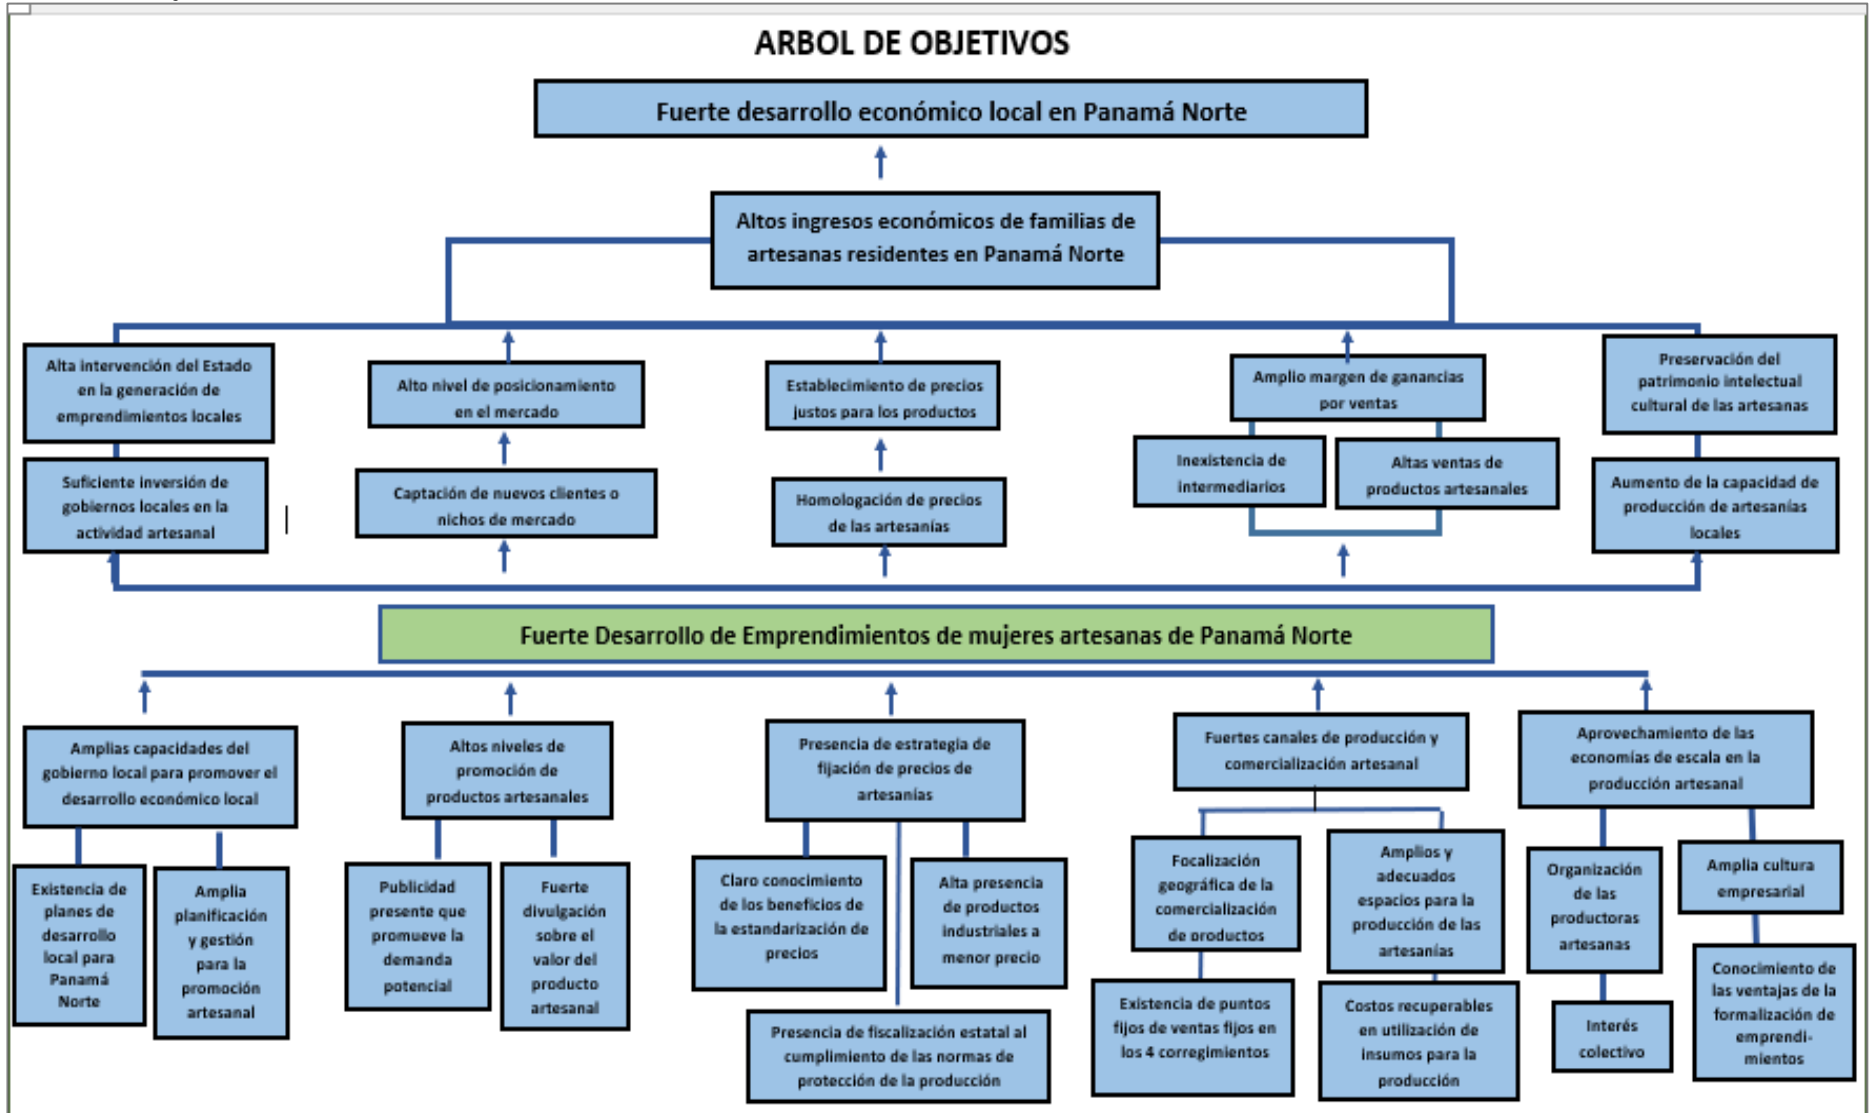 ARBOL DE OBJETIVOS
Fuerte desarrollo económico local en Panamá Norte
Altos ingresos económicos de familias de
artesanas residentes en Panamá Norte
Alta intervención del Estado
en la generación de
emprendimientos locales
Alto nivel de posicionamiento
en el mercado
Establecimiento de precios
justos para los productos
Amplio margen de ganancias
por ventas
Preservación del
patrimonio intelectual
cultural de las artesanas
Suficiente inversión de
gobiernos locales en la
actividad artesanal
Captación de nuevos clientes o
nichos de mercado
Homologación de precios
de las artesanías
Inexistencia de
intermediarios
Altas ventas de
productos artesanales
Aumento de la capacidad de
producción de artesanías
locales
Fuerte Desarrollo de Emprendimientos de mujeres artesanas de Panamá Norte
Amplias capacidades del
gobierno local para promover el
desarrollo económico local
Altos niveles de
promoción de
productos artesanales
Presencia de estrategia de
fijación de precios de
artesanías
Fuertes canales de producción y
comercialización artesanal
Aprovechamiento de las
economías de escala en la
producción artesanal
Existencia de
planes de
desarrollo
local para
Panamá
Norte
Amplia
planificación
y gestión
para la
promoción
artesanal
Publicidad
presente que
promueve la
demanda
potencial
Fuerte
divulgación
sobre el
valor del
producto
artesanal
Claro conocimiento
de los beneficios de
la estandarización de
precios
Alta presencia
de productos
industriales a
menor precio
Presencia de fiscalización estatal al
cumplimiento de las normas de
protección de la producción
Focalización
geográfica de la
comercialización
de productos
Amplios y
adecuados
espacios para la
producción de las
artesanías
Existencia de puntos
fijos de ventas fijos en
los 4 corregimientos
Costos recuperables
en utilización de
insumos para la
producción
Organización
de las
productoras
artesanas
Amplia cultura
empresarial
Interés
colectivo
Conocimiento de
las ventajas de la
formalización de
emprendi-
mientos